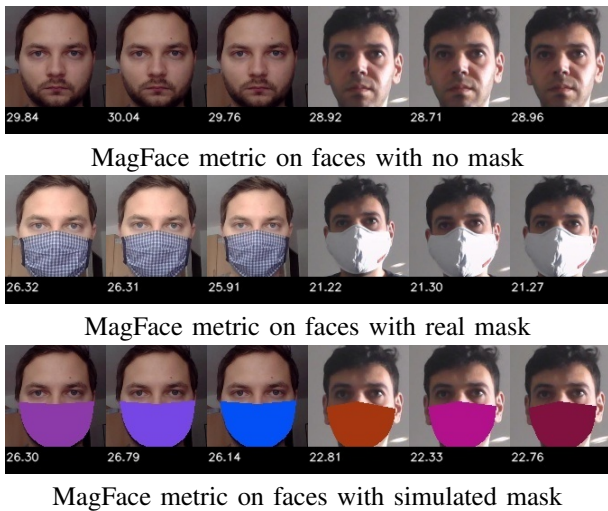 29.84 30.04 29.76 28.92 28.71 28.96
MagFace metric on faces with no mask
26.32 26.31 25.91 21.22 21.30 21.27
MagFace metric on faces with real mask
26.30 26.79 26.14 22.81 22.33 22.76
MagFace metric on faces with simulated mask